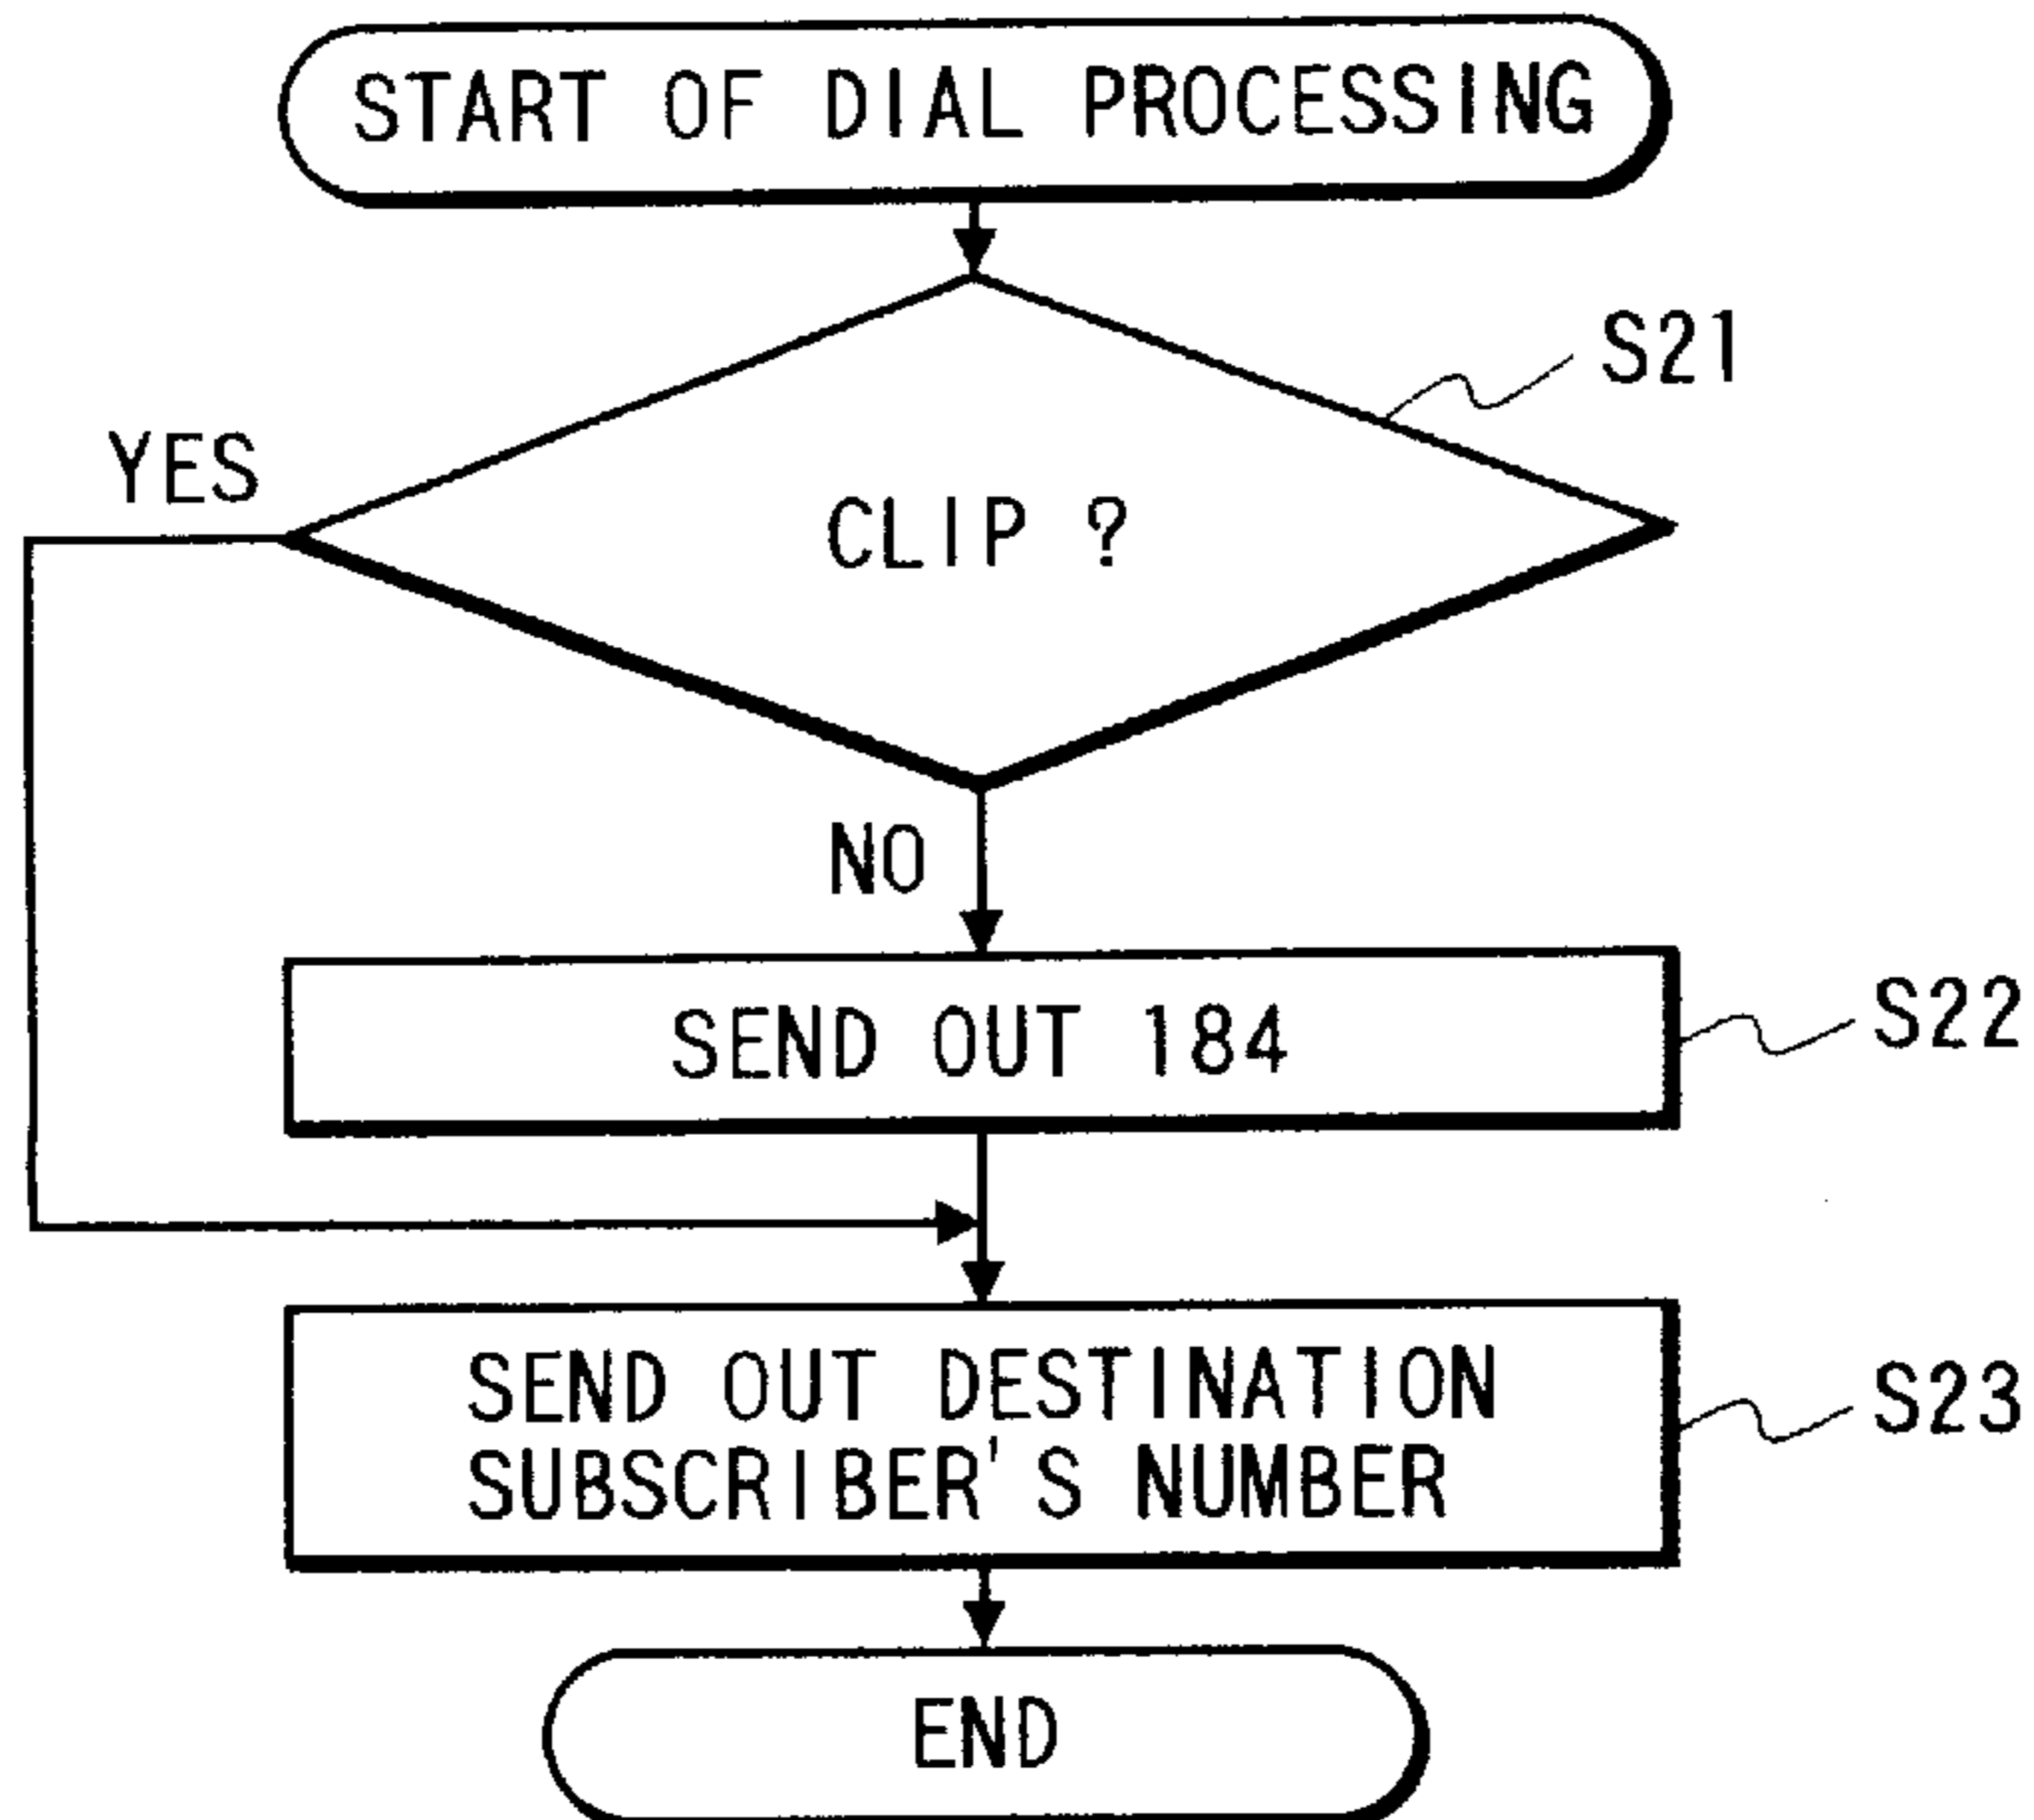 START OF DIAL PROCESSING
S21
YES
CLIP ?
NO
SEND OUT 184
S22
SEND OUT DESTINATION
SUBSCRIBER'S NUMBER
S23
END